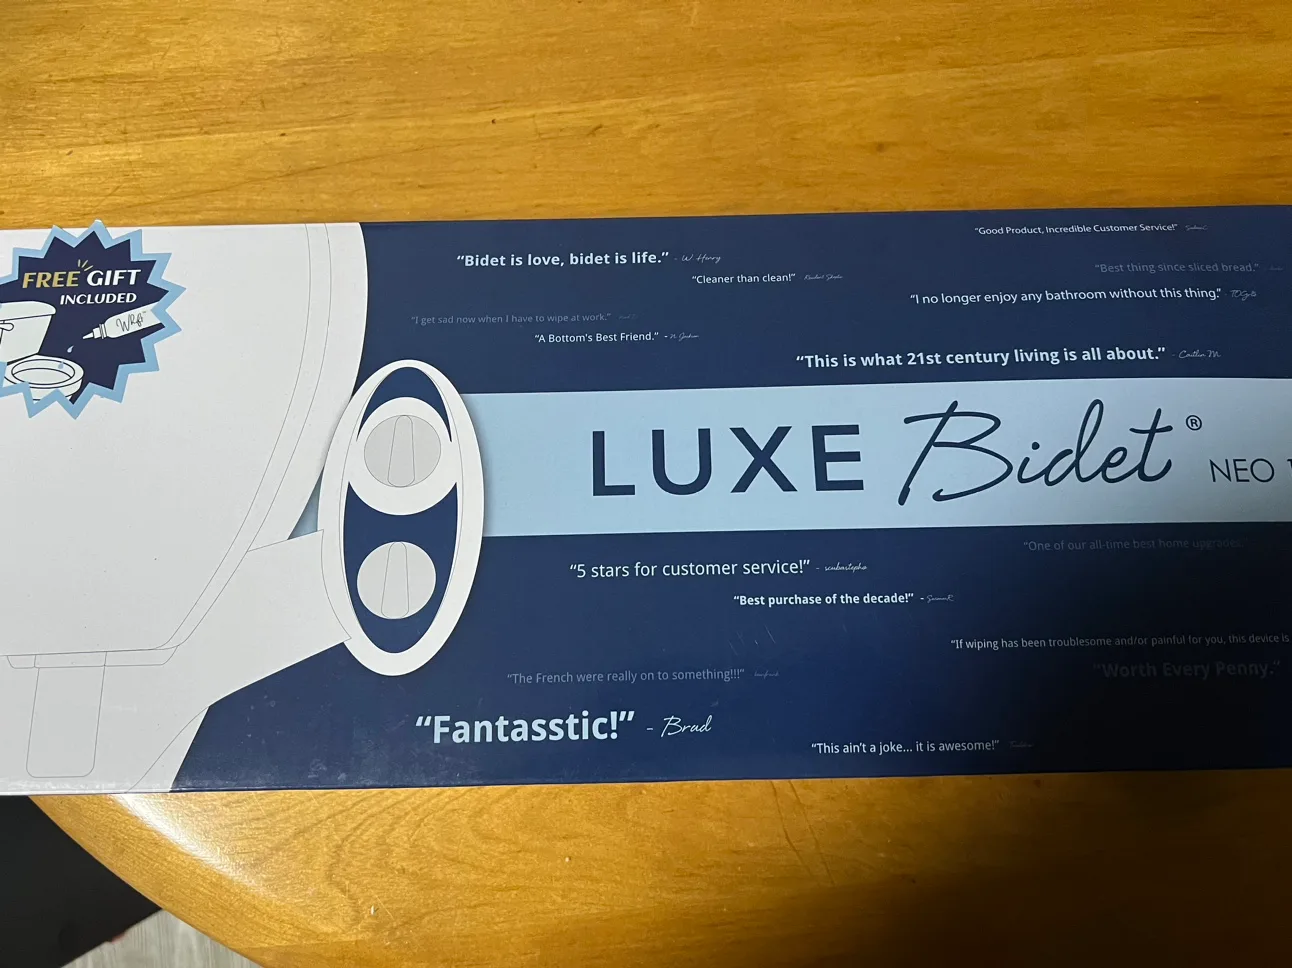 FREE GIFT
INCLUDED
"Good Product, Incredible Customer Service!"
"Bidet is love, bidet is life." - W. Henry
"Cleaner than clean!"
"Best thing since sliced bread."
"I no longer enjoy any bathroom without this thing."
"I get sad now when I have to wipe at work."
"A Bottom's Best Friend."
"This is what 21st century living is all about." - Caitlin M.
LUXE Bidet® NEO
"One of our all-time best home upgrades.
"5 stars for customer service!" - scubastepho
"Best purchase of the decade!"
"If wiping has been troublesome and/or painful for you, this device is
"Worth Every Penny."
"The French were really on to something!!!"
"Fantasstic!" - Brad
"This ain't a joke... it is awesome!"